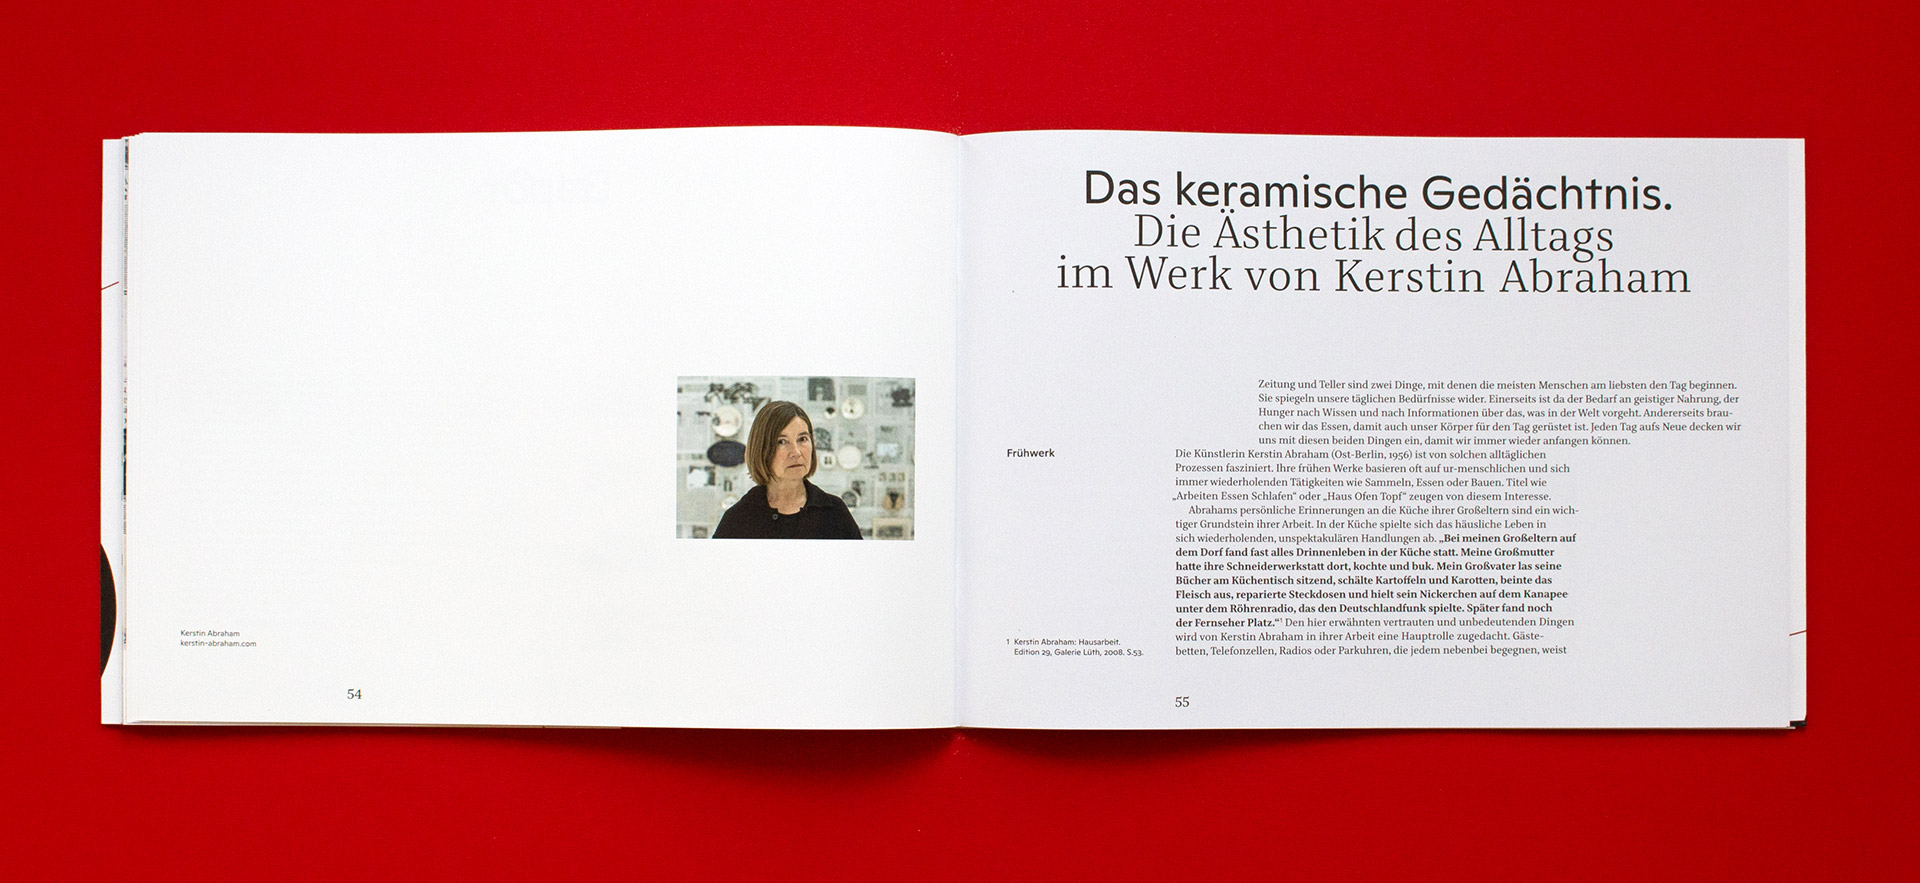 Kerstin Abraham
kerstin-abraham.com
54
Das keramische Gedächtnis.
Die Ästhetik des Alltags
im Werk von Kerstin Abraham
Zeitung und Teller sind zwei Dinge, mit denen die meisten Menschen am liebsten den Tag beginnen.
Sie spiegeln unsere täglichen Bedürfnisse wider. Einerseits ist da der Bedarf an geistiger Nahrung, der
Hunger nach Wissen und nach Informationen über das, was in der Welt vorgeht. Andererseits brau-
chen wir das Essen, damit auch unser Körper für den Tag gerüstet ist. Jeden Tag aufs Neue decken wir
uns mit diesen beiden Dingen ein, damit wir immer wieder anfangen können.
Frühwerk
Die Künstlerin Kerstin Abraham (Ost-Berlin, 1956) ist von solchen alltäglichen
Prozessen fasziniert. Ihre frühen Werke basieren oft auf ur-menschlichen und sich
immer wiederholenden Tätigkeiten wie Sammeln, Essen oder Bauen. Titel wie
„Arbeiten Essen Schlafen“ oder „Haus Ofen Topf“ zeugen von diesem Interesse.
Abrahams persönliche Erinnerungen an die Küche ihrer Großeltern sind ein wich-
tiger Grundstein ihrer Arbeit. In der Küche spielte sich das häusliche Leben in
sich wiederholenden, unspektakulären Handlungen ab. „Bei meinen Großeltern auf
dem Dorf fand fast alles Drinnenleben in der Küche statt. Meine Großmutter
hatte ihre Schneiderwerkstatt dort, kochte und buk. Mein Großvater las seine
Bücher am Küchentisch sitzend, schälte Kartoffeln und Karotten, beinte das
Fleisch aus, reparierte Steckdosen und hielt sein Nickerchen auf dem Kanapee
unter dem Röhrenradio, das den Deutschlandfunk spielte. Später fand noch
der Fernseher Platz.“¹ Den hier erwähnten vertrauten und unbedeutenden Dingen
wird von Kerstin Abraham in ihrer Arbeit eine Hauptrolle zugedacht. Gäste-
betten, Telefonzellen, Radios oder Parkuhren, die jedem nebenbei begegnen, weist
1 Kerstin Abraham: Hausarbeit.
Edition 29, Galerie Lüth, 2008. S.53.
55